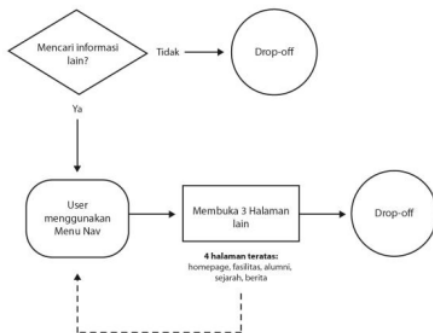 Mencari informasi
lain?
Tidak
Drop-off
Ya
User
menggunakan
Menu Nav
Membuka 3 Halaman
lain
Drop-off
4 halaman teratas:
homepage, fasilitas, alumni,
sejarah, berita